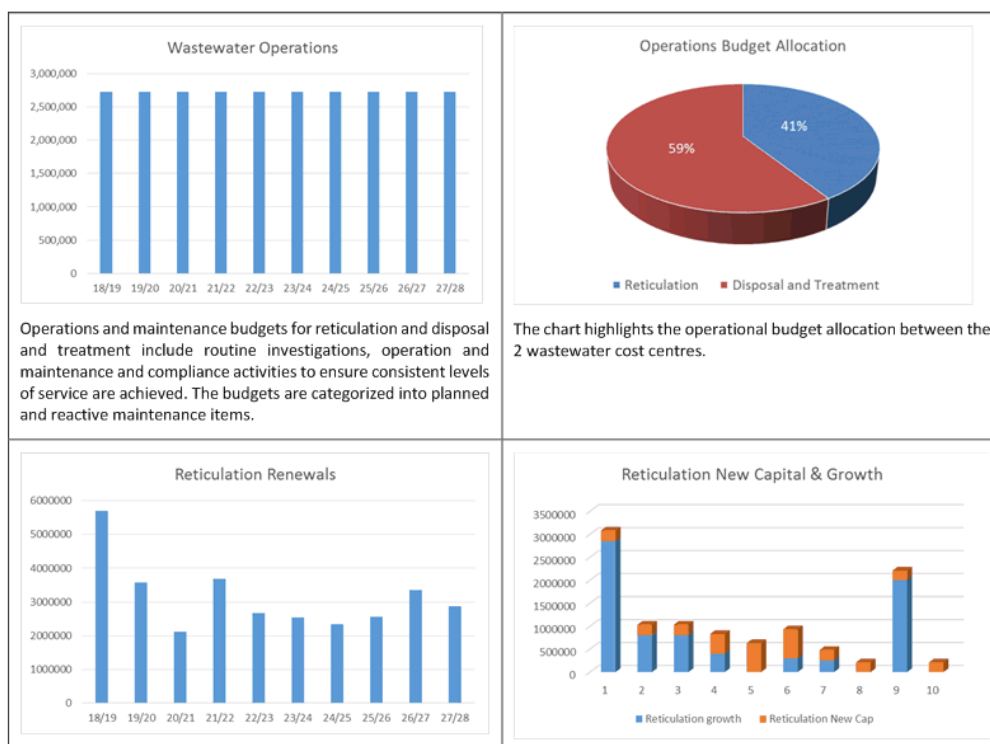 Wastewater Operations
3,000,000
2,500,000
2,000,000
1,500,000
1,000,000
500,000
0
18/19 19/20 20/21 21/22 22/23 23/24 24/25 25/26 26/27 27/28
Operations and maintenance budgets for reticulation and disposal
and treatment include routine investigations, operation and
maintenance and compliance activities to ensure consistent levels
of service are achieved. The budgets are categorized into planned
and reactive maintenance items.
Operations Budget Allocation
41%
59%
Reticulation Disposal and Treatment
The chart highlights the operational budget allocation between the
2 wastewater cost centres.
Reticulation Renewals
6000000
5000000
4000000
3000000
2000000
1000000
0
18/19 19/20 20/21 21/22 22/23 23/24 24/25 25/26 26/27 27/28
Reticulation New Capital & Growth
3500000
3000000
2500000
2000000
1500000
1000000
500000
0
1 2 3 4 5 6 7 8 9 10
Reticulation growth Reticulation New Cap